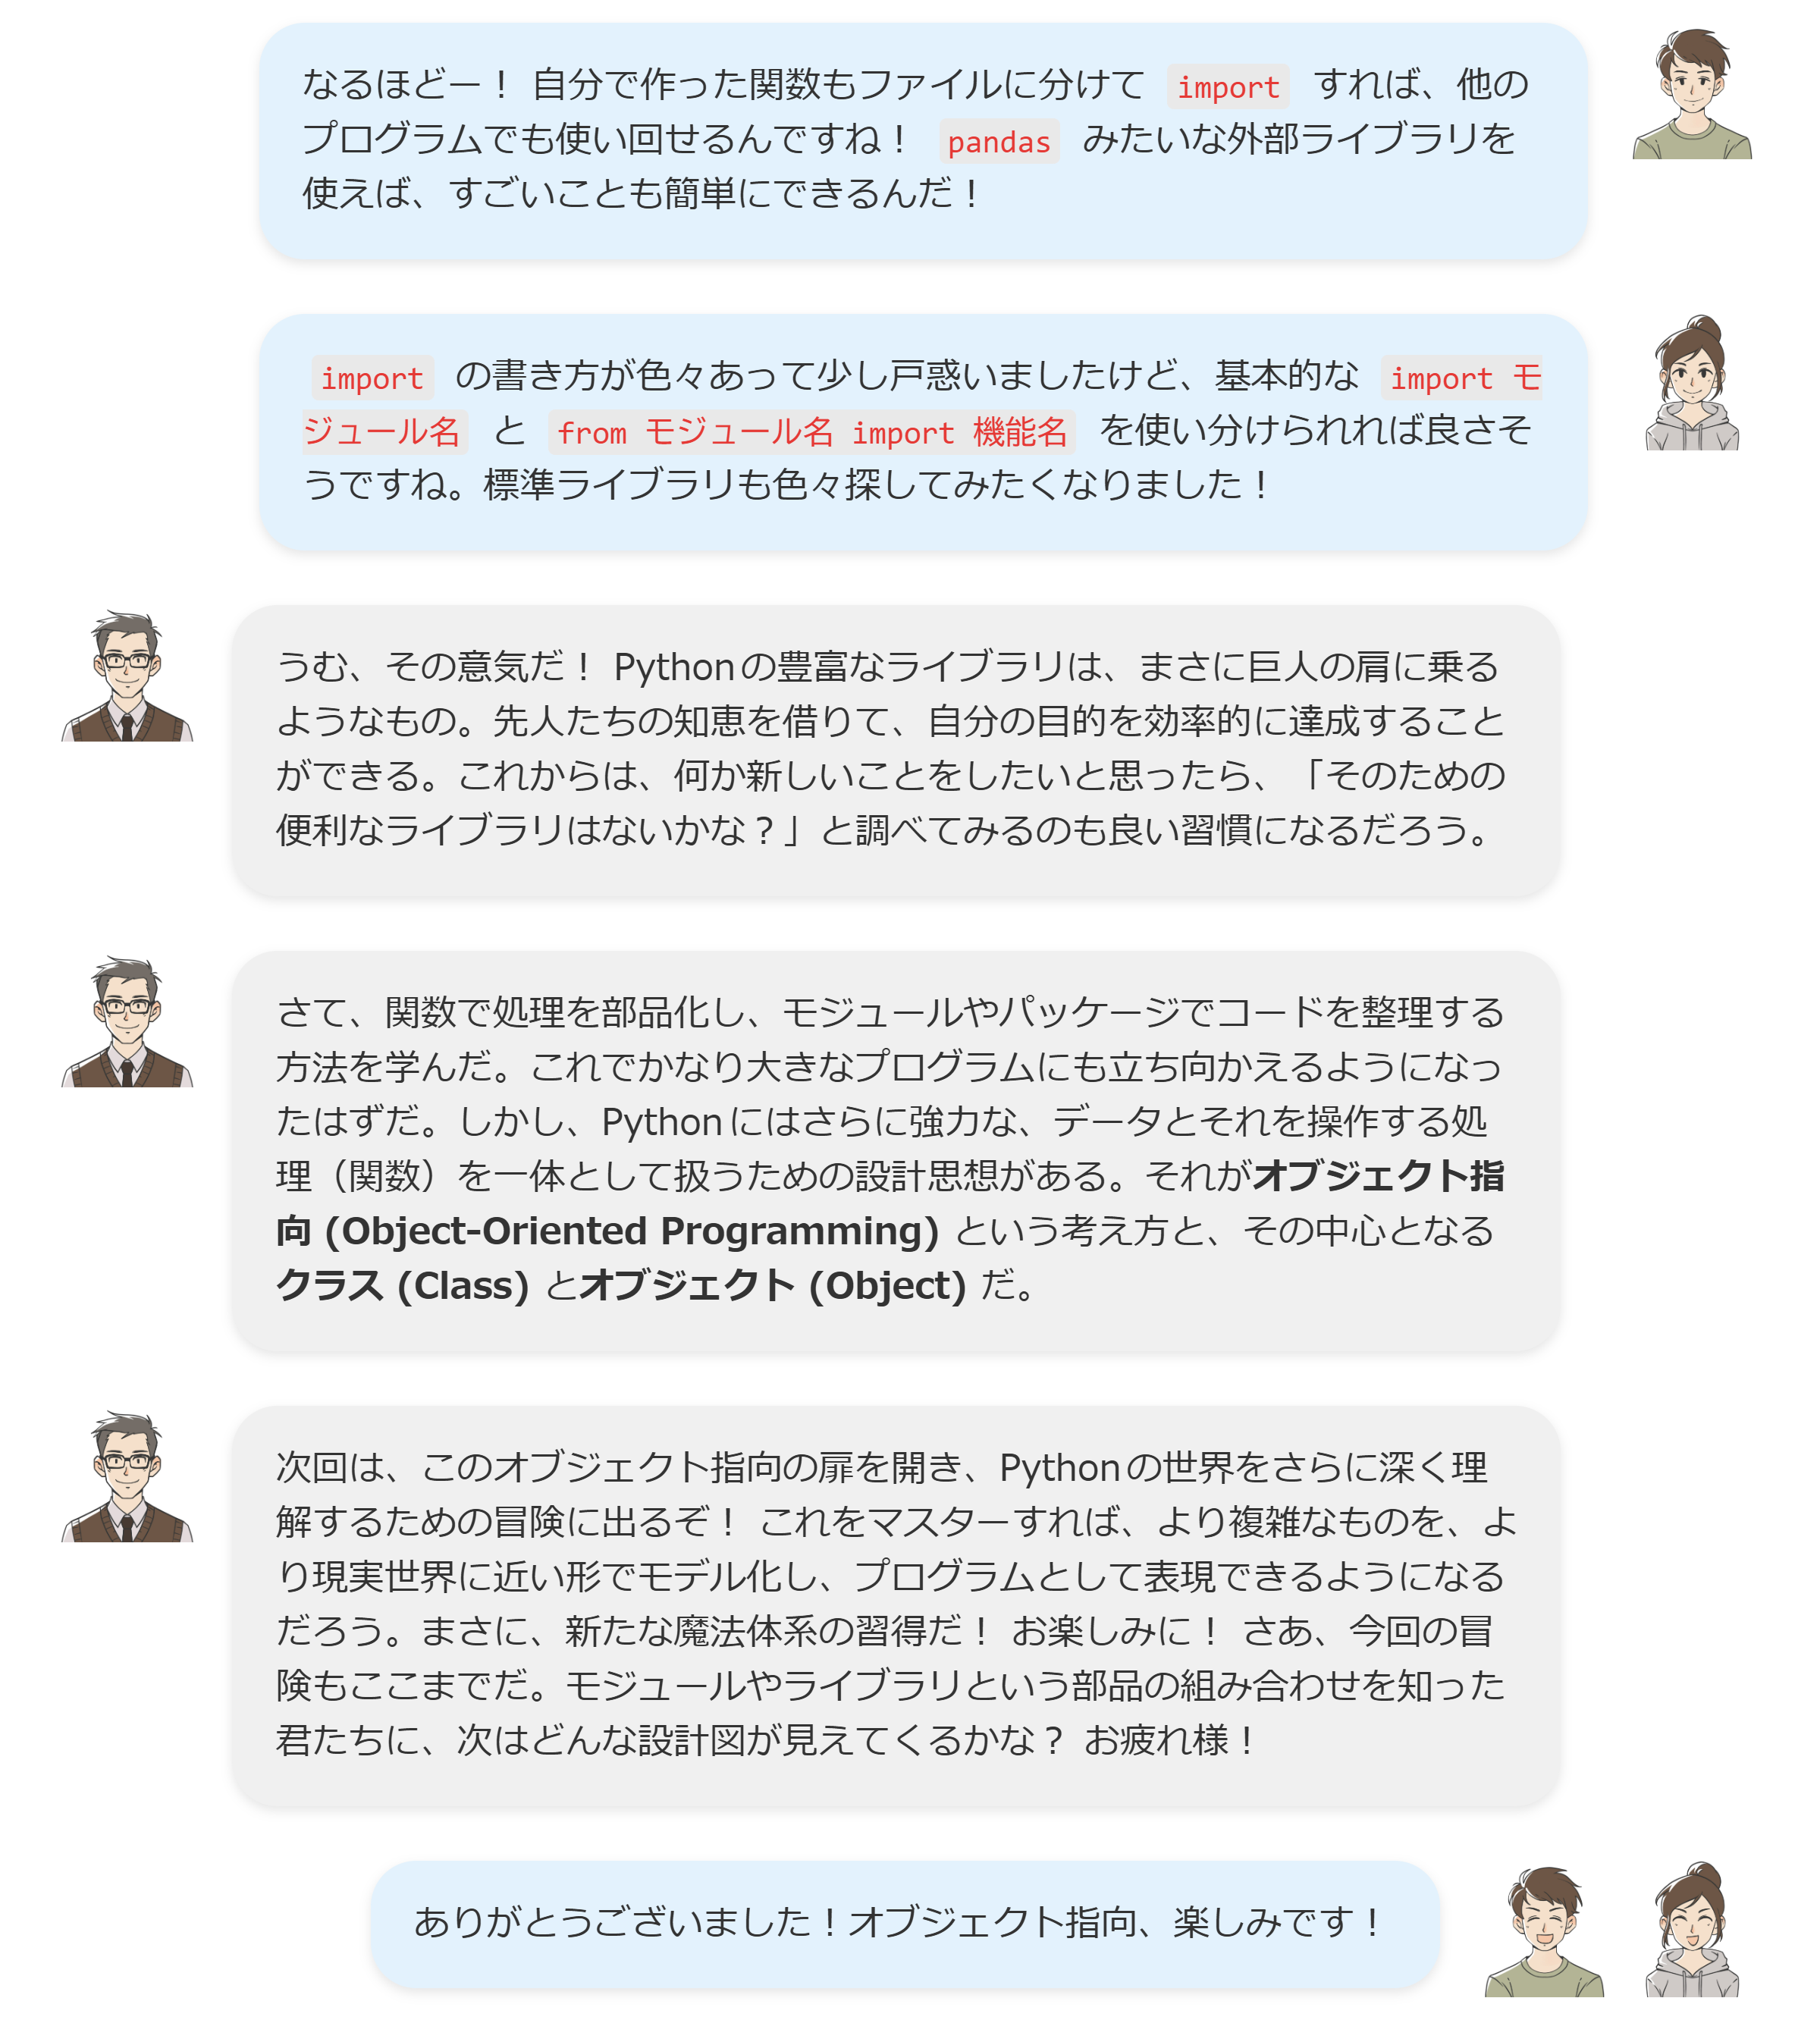 なるほどー！ 自分で作った関数もファイルに分けて import すれば、他の
プログラムでも使い回せるんですね！ pandas みたいな外部ライブラリを
使えば、すごいことも簡単にできるんだ！
import の書き方が色々あって少し戸惑いましたけど、基本的な import モ
ジュール名 と from モジュール名 import 機能名 を使い分けられれば良さそ
うですね。標準ライブラリも色々探してみたくなりました！
うむ、その意気だ！ Pythonの豊富なライブラリは、まさに巨人の肩に乗る
ようなもの。先人たちの知恵を借りて、自分の目的を効率的に達成すること
ができる。これからは、何か新しいことをしたいと思ったら、「そのための
便利なライブラリはないかな？」と調べてみるのも良い習慣になるだろう。
さて、関数で処理を部品化し、モジュールやパッケージでコードを整理する
方法を学んだ。これでかなり大きなプログラムにも立ち向かえるようになっ
たはずだ。しかし、Pythonにはさらに強力な、データとそれを操作する処
理（関数）を一体として扱うための設計思想がある。それがオブジェクト指
向 (Object-Oriented Programming) という考え方と、その中心となる
クラス (Class) とオブジェクト (Object) だ。
次回は、このオブジェクト指向の扉を開き、Pythonの世界をさらに深く理
解するための冒険に出るぞ！ これをマスターすれば、より複雑なものを、よ
り現実世界に近い形でモデル化し、プログラムとして表現できるようになる
だろう。まさに、新たな魔法体系の習得だ！ お楽しみに！ さあ、今回の冒
険もここまでだ。モジュールやライブラリという部品の組み合わせを知った
君たちに、次はどんな設計図が見えてくるかな？ お疲れ様！
ありがとうございました！オブジェクト指向、楽しみです！